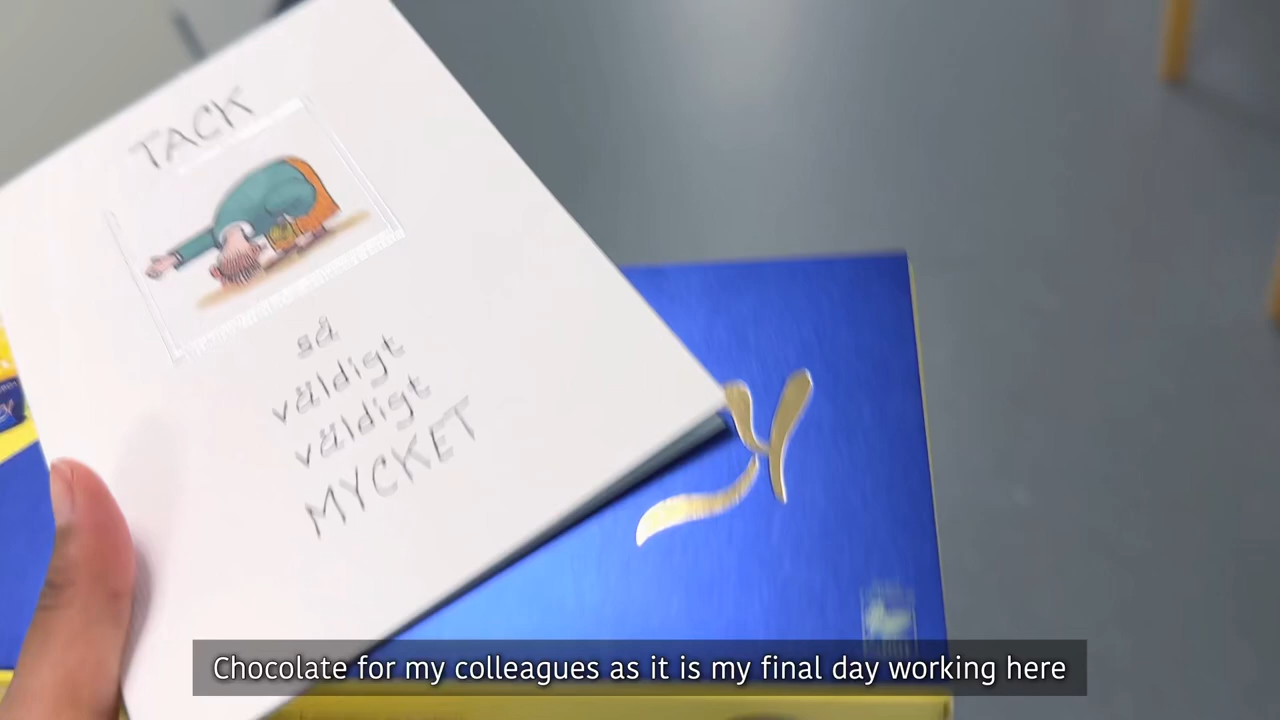 TACK
så
väldigt
väldigt
MYCKET
Y
Chocolate for my colleagues as it is my final day working here